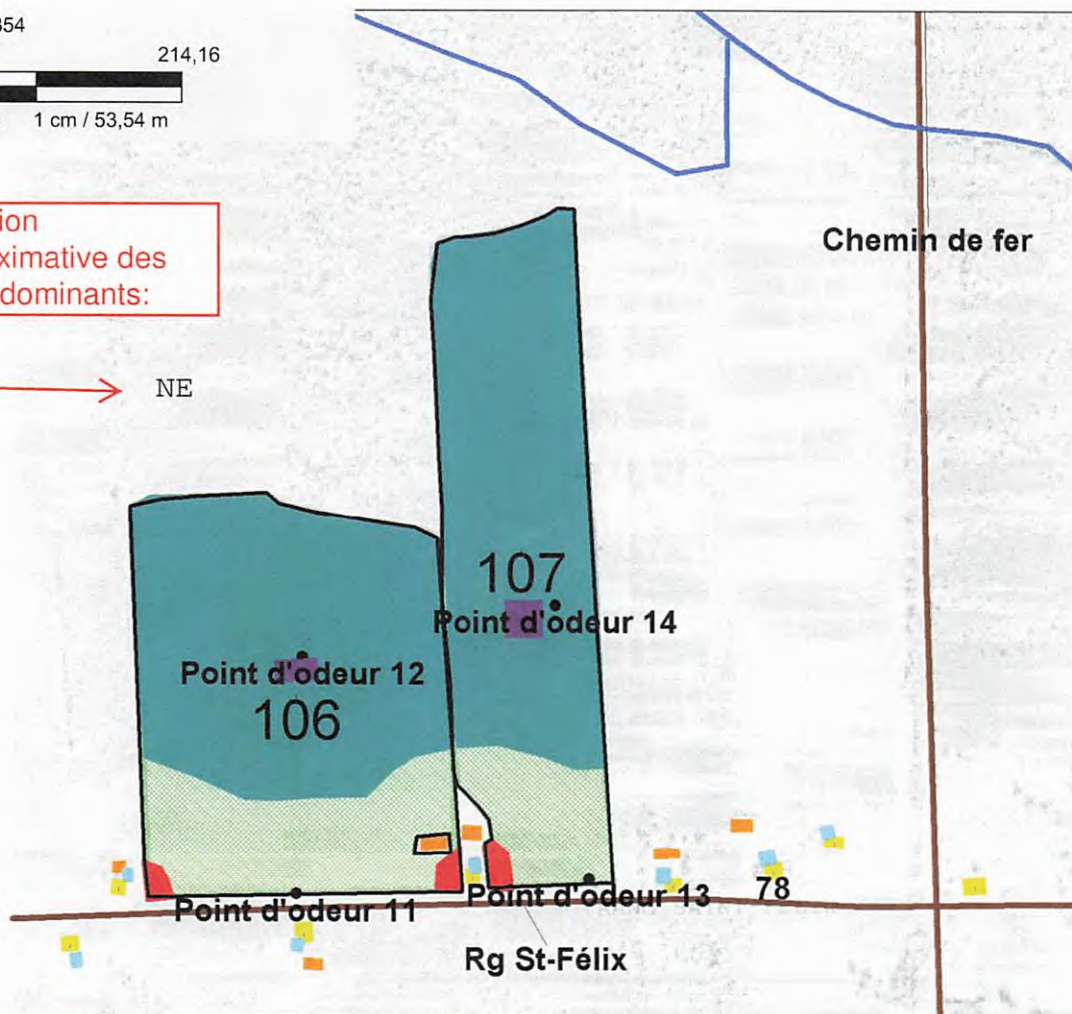 354
214,16
1 cm / 53,54 m
tion
ximative des
dominants:
NE
Chemin de fer
107
Point d'odeur 14
Point d'odeur 12
106
78
Point d'odeur 13
Point d'odeur 11
Rg St-Félix